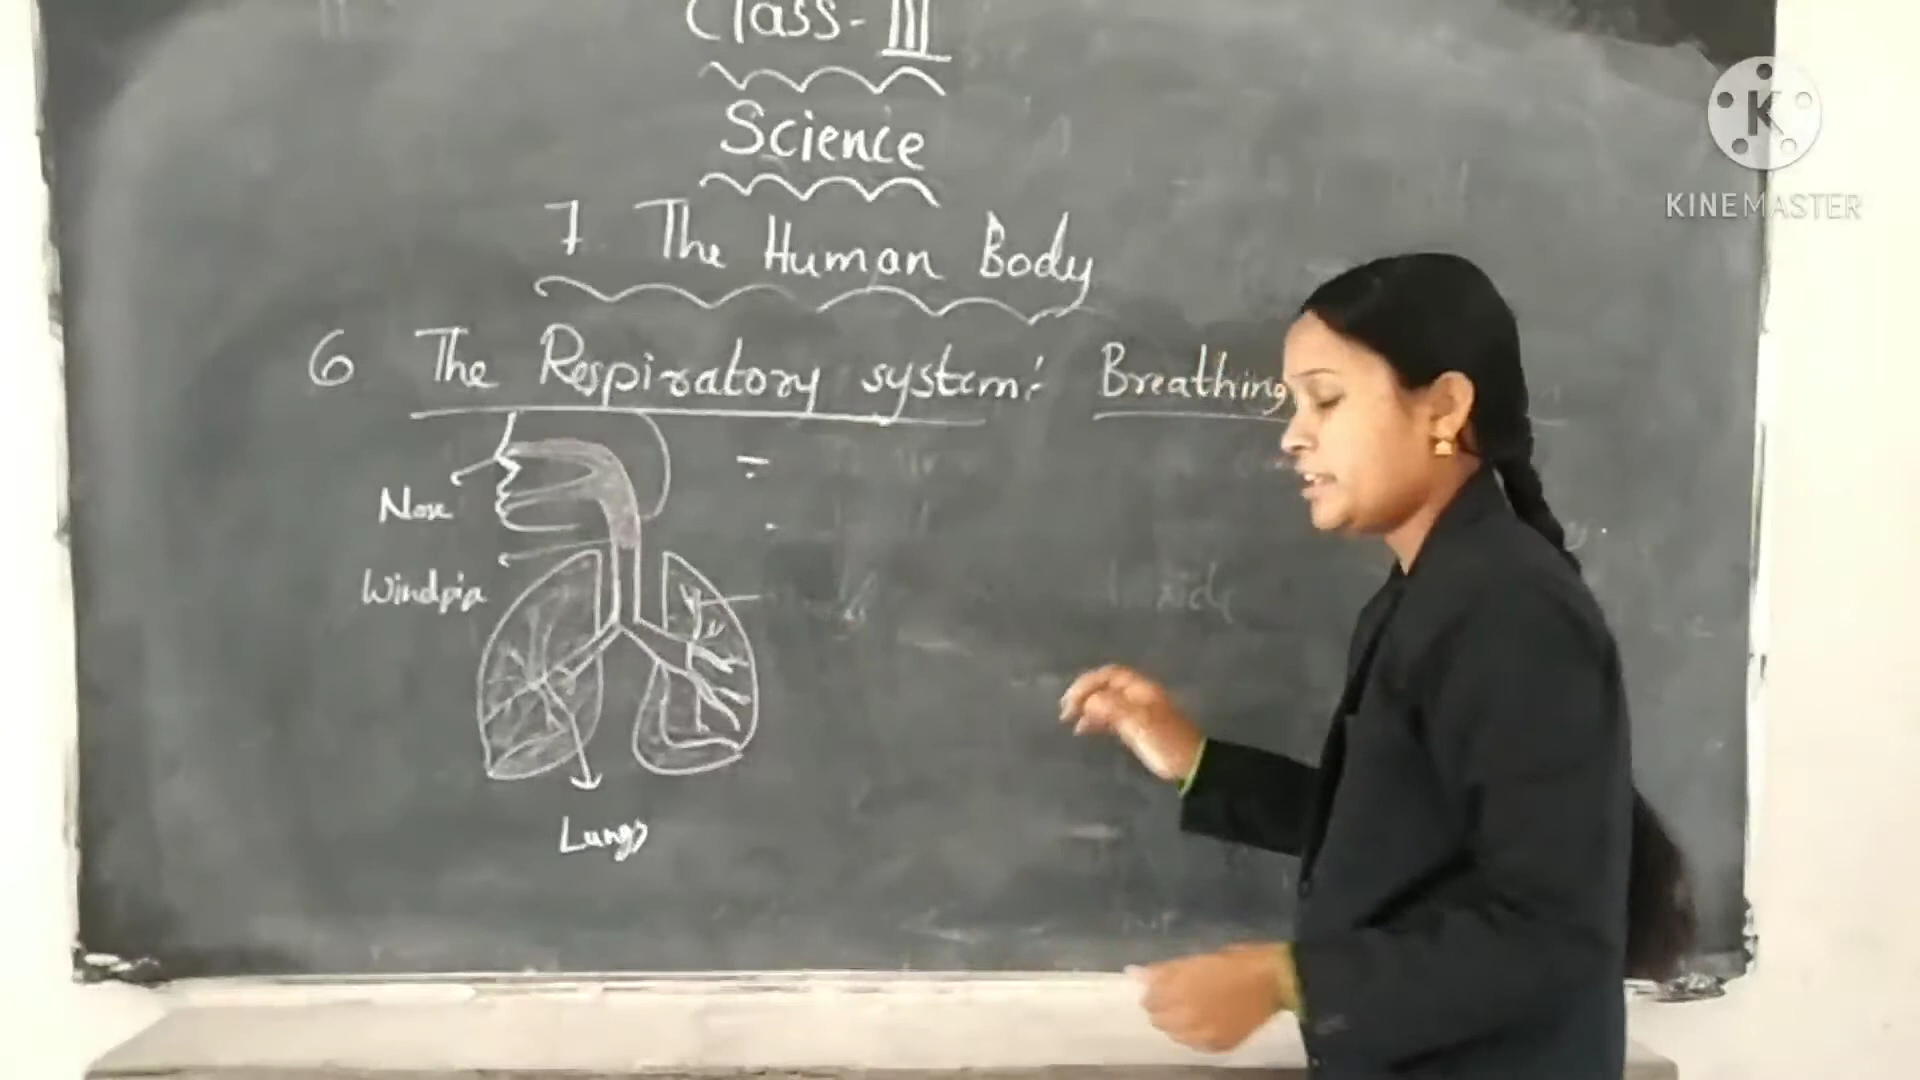 Class - III
Science
7 The Human Body
6 The Respiratory system: Breathing
Nose
Windpipe
Lungs
K
KINEMASTER